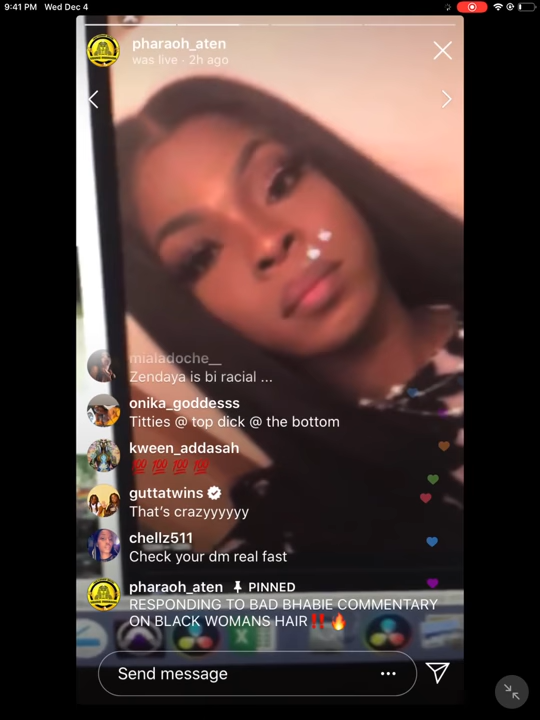 9:41 PM Wed Dec 4
pharaoh_aten
was live · 2h ago
mialadoche__
Zendaya is bi racial ...
onika_goddesss
Titties @ top dick @ the bottom
kween_addasah
💯 💯 💯 💯
guttatwins
That's crazyyyyyy
chellz511
Check your dm real fast
pharaoh_aten PINNED
RESPONDING TO BAD BHABIE COMMENTARY
ON BLACK WOMANS HAIR‼️🔥
Send message